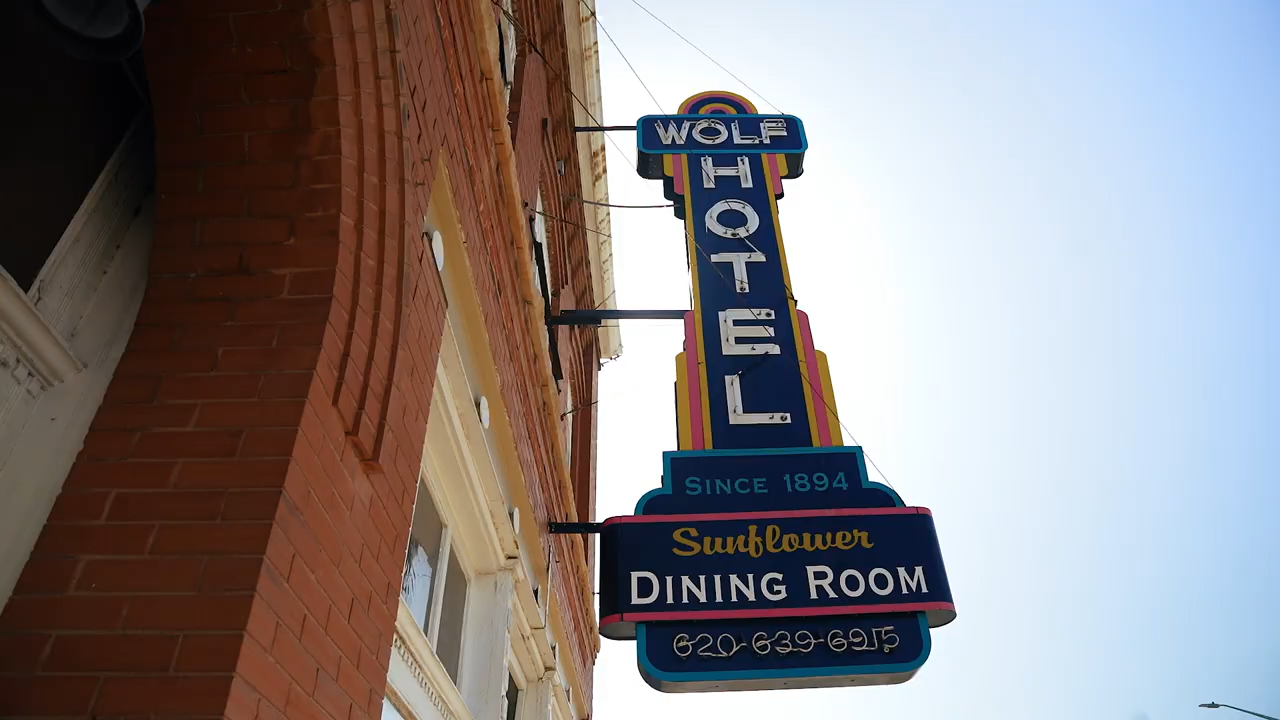 WOLF
HOTEL
SINCE 1894
Sunflower
DINING ROOM
620-639-6915